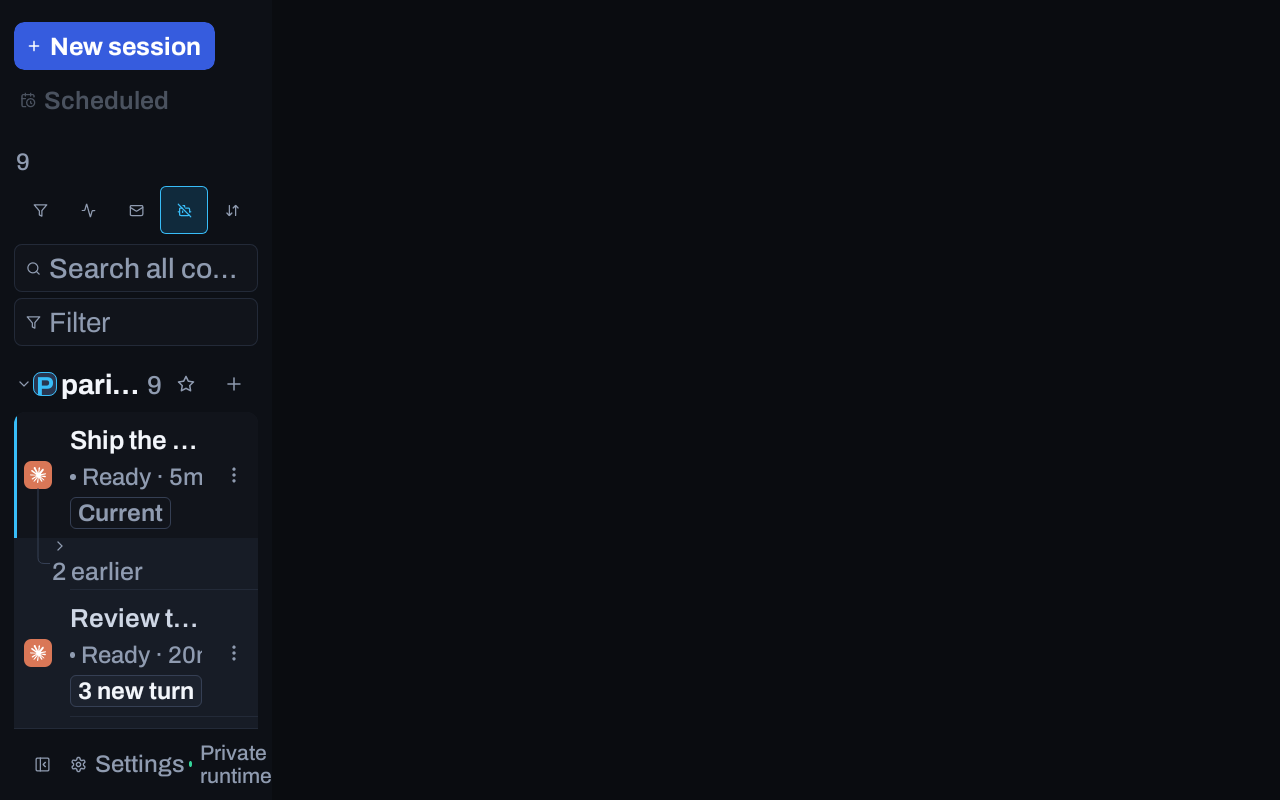 + New session
Scheduled
9
Search all co…
Filter
P pari… 9
Ship the …
Ready · 5m
Current
2 earlier
Review t…
Ready · 20
3 new turn
Settings
Private
runtime